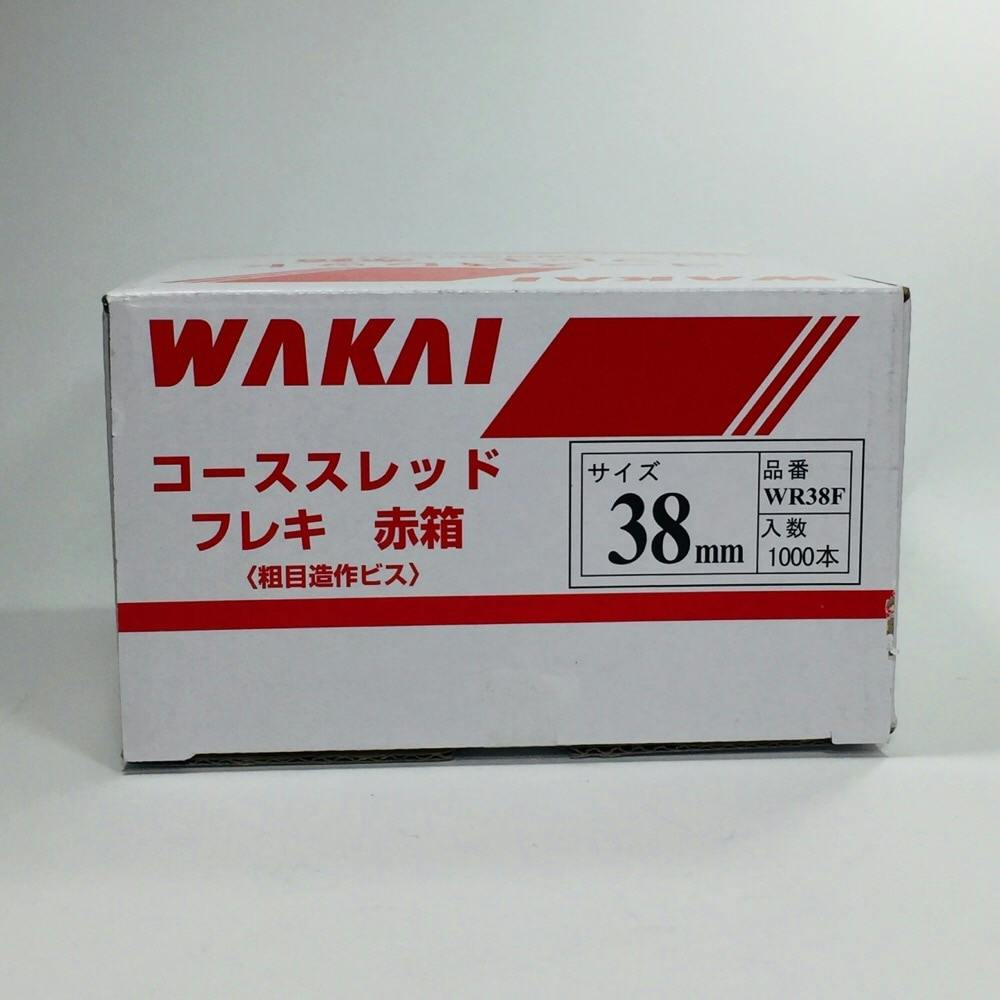 WAKAI
WAKAI
コーススレッド
フレキ 赤箱
〈粗目造作ビス〉
サイズ
38mm
品番
WR38F
入数
1000本